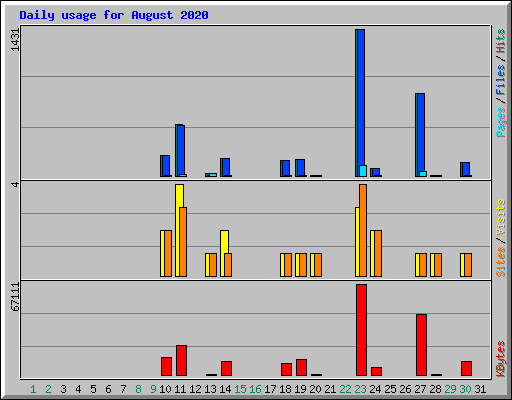 Daily usage for August 2020
1431
Pages / Files / Hits
4
Sites / Visits
67111
KBytes
1 2 3 4 5 6 7 8 9 10 11 12 13 14 15 16 17 18 19 20 21 22 23 24 25 26 27 28 29 30 31